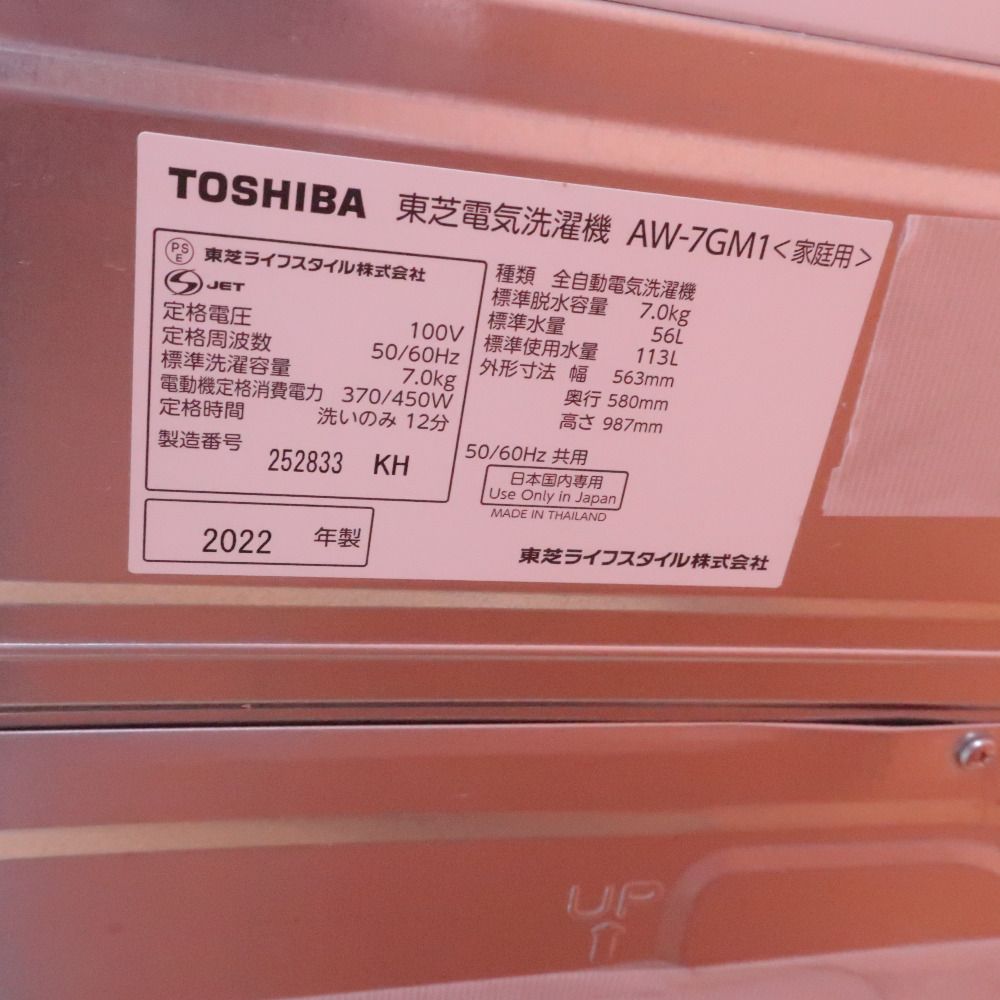 TOSHIBA 東芝電気洗濯機 AW-7GM1<家庭用>
PSE 東芝ライフスタイル株式会社
JET
定格電圧 100V
定格周波数 50/60Hz
標準洗濯容量 7.0kg
電動機定格消費電力 370/450W
定格時間 洗いのみ 12分
製造番号
252833 KH
2022 年製
種類 全自動電気洗濯機
標準脱水容量 7.0kg
標準水量 56L
標準使用水量 113L
外形寸法 幅 563mm
奥行 580mm
高さ 987mm
50/60Hz 共用
日本国内専用
Use Only in Japan
MADE IN THAILAND
東芝ライフスタイル株式会社
UP